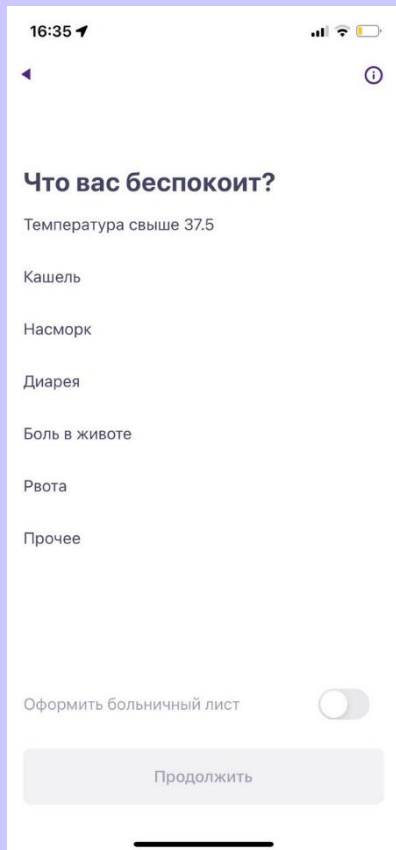 16:35
Что вас беспокоит?
Температура свыше 37.5
Кашель
Насморк
Диарея
Боль в животе
Рвота
Прочее
Оформить больничный лист
Продолжить